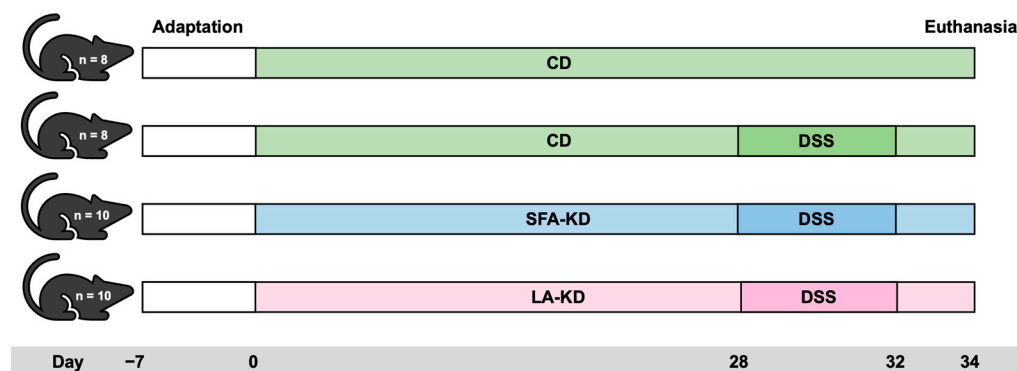 Adaptation Euthanasia
n = 8 CD
n = 8 CD DSS
n = 10 SFA-KD DSS
n = 10 LA-KD DSS
Day −7 0 28 32 34